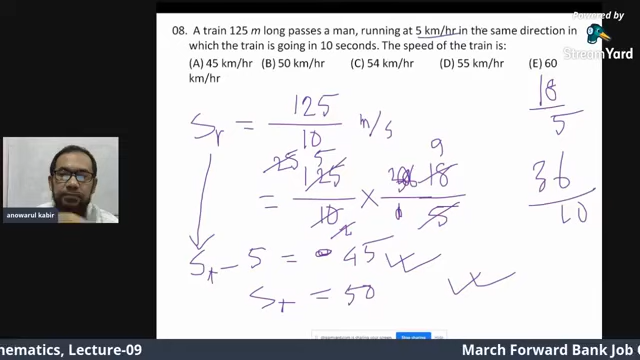 Powered by
StreamYard
08. A train 125 m long passes a man, running at 5 km/hr in the same direction in
which the train is going in 10 seconds. The speed of the train is:
(A) 45 km/hr (B) 50 km/hr (C) 54 km/hr (D) 55 km/hr (E) 60
km/hr
Sr = 125/10 m/s
18/5
25 5 9
= 125/10 × 18/5
2
36/10
St - 5 = 45
St = 50
anowarul kabir
thematics, Lecture-09
March Forward Bank Job